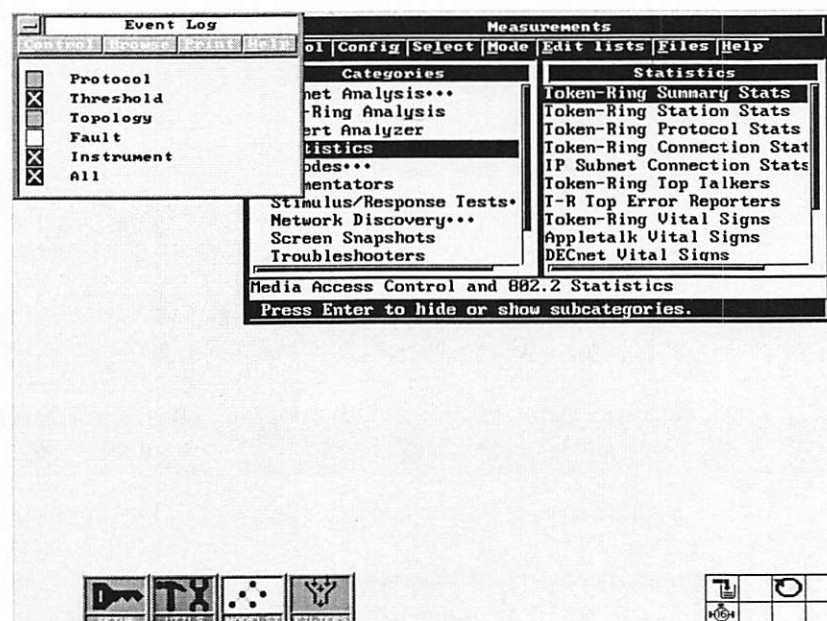 Event Log
Control Browse Print Help
Protocol
Threshold
Topology
Fault
Instrument
All
Measurements
ol Config Select Mode Edit lists Files Help
Categories
net Analysis•••
-Ring Analysis
ert Analyzer
tistics
odes•••
mentators
Stimulus/Response Tests•
Network Discovery•••
Screen Snapshots
Troubleshooters
Statistics
Token-Ring Summary Stats
Token-Ring Station Stats
Token-Ring Protocol Stats
Token-Ring Connection Stat
IP Subnet Connection Stats
Token-Ring Top Talkers
T-R Top Error Reporters
Token-Ring Vital Signs
Appletalk Vital Signs
DECnet Vital Signs
Media Access Control and 802.2 Statistics
Press Enter to hide or show subcategories.
16